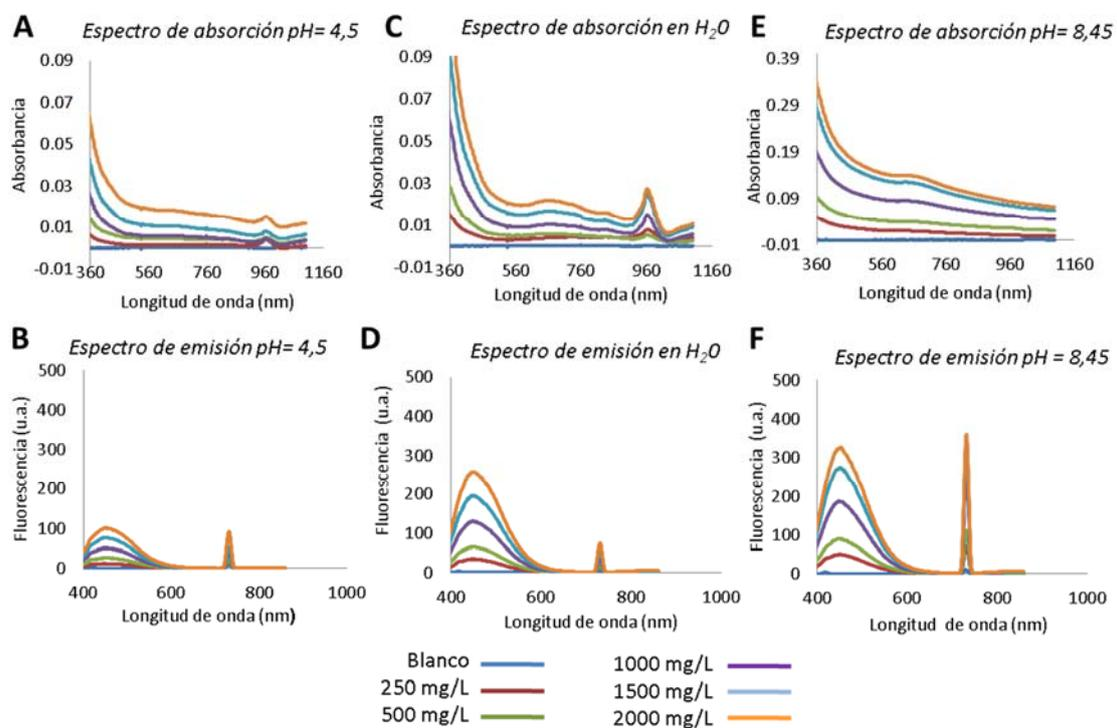 A
Espectro de absorción pH= 4,5
Absorbancia
0.09
0.07
0.05
0.03
0.01
-0.01
360 560 760 960 1160
Longitud de onda (nm)
C
Espectro de absorción en H₂0
Absorbancia
0.09
0.07
0.05
0.03
0.01
-0.01
360 560 760 960 1160
Longitud de onda (nm)
E
Espectro de absorción pH= 8,45
Absorbancia
0.39
0.29
0.19
0.09
-0.01
360 560 760 960 1160
Longitud de onda (nm)
B
Espectro de emisión pH= 4,5
Fluorescencia (u.a.)
500
400
300
200
100
0
400 600 800 1000
Longitud de onda (nm)
D
Espectro de emisión en H₂0
Fluorescencia (u.a.)
500
400
300
200
100
0
400 600 800 1000
Longitud de onda (nm)
F
Espectro de emisión pH = 8,45
Fluorescencia (u.a.)
500
400
300
200
100
0
400 600 800 1000
Longitud de onda (nm)
Blanco
250 mg/L
500 mg/L
1000 mg/L
1500 mg/L
2000 mg/L